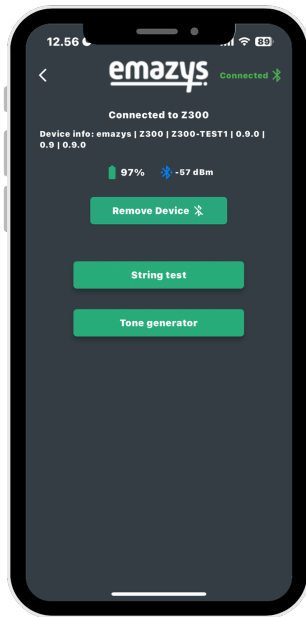 12.56
89
emazys
Connected
Connected to Z300
Device info: emazys | Z300 | Z300-TEST1 | 0.9.0 |
0.9 | 0.9.0
97% -57 dBm
Remove Device
String test
Tone generator